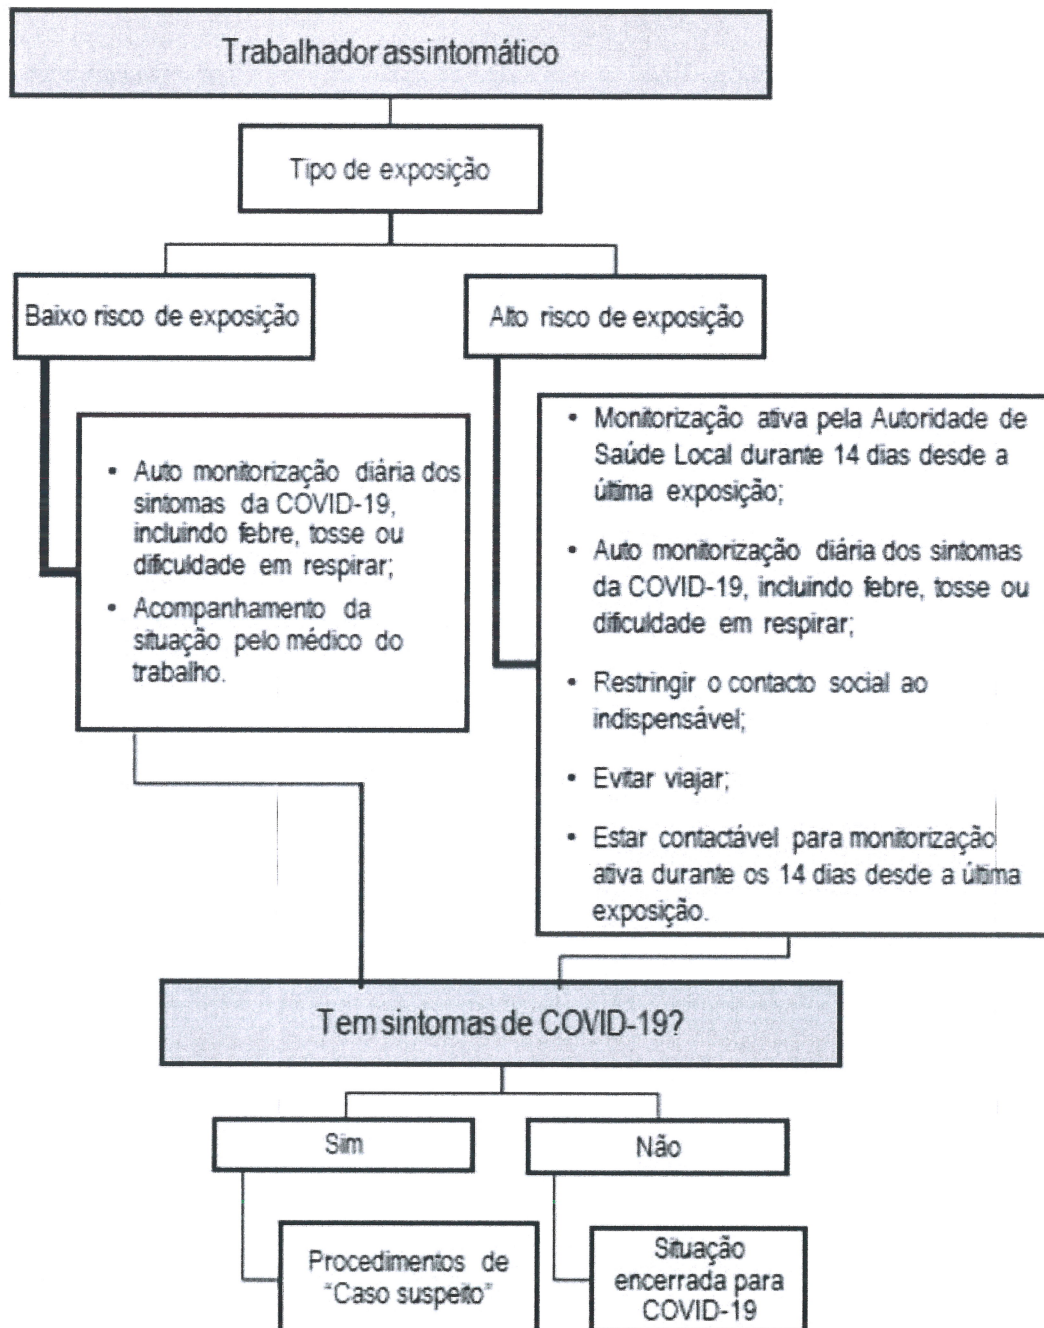 Trabalhador assintomático
Tipo de exposição
Baixo risco de exposição
Alto risco de exposição
• Auto monitorização diária dos
sintomas da COVID-19,
incluindo febre, tosse ou
dificuldade em respirar;
• Acompanhamento da
situação pelo médico do
trabalho.
• Monitorização ativa pela Autoridade de
Saúde Local durante 14 dias desde a
última exposição;
• Auto monitorização diária dos sintomas
da COVID-19, incluindo febre, tosse ou
dificuldade em respirar;
• Restringir o contacto social ao
indispensável;
• Evitar viajar;
• Estar contactável para monitorização
ativa durante os 14 dias desde a última
exposição.
Tem sintomas de COVID-19?
Sim
Não
Procedimentos de
"Caso suspeito"
Situação
encerrada para
COVID-19